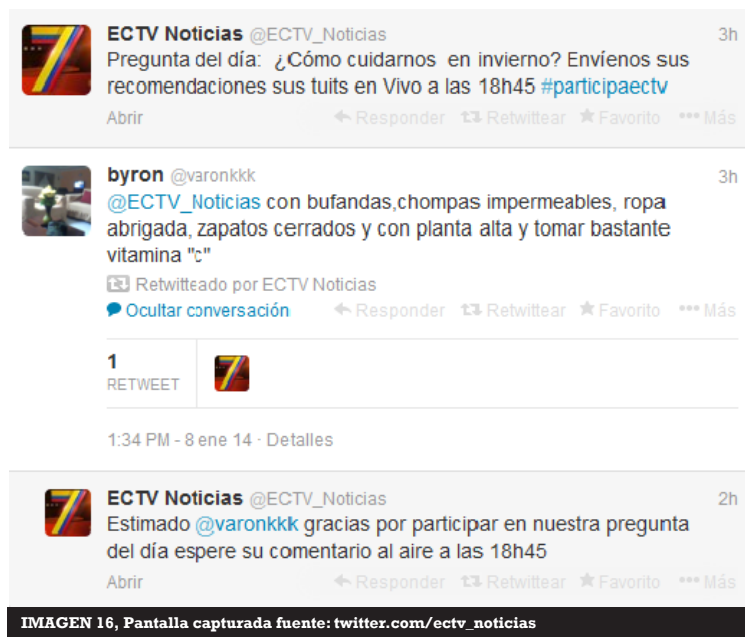 ECTV Noticias @ECTV_Noticias 3h
Pregunta del día: ¿Cómo cuidarnos en invierno? Envíenos sus
recomendaciones sus tuits en Vivo a las 18h45 #participaectv
Abrir Responder Retwittear Favorito Más
byron @varonkkk 3h
@ECTV_Noticias con bufandas,chompas impermeables, ropa
abrigada, zapatos cerrados y con planta alta y tomar bastante
vitamina "c"
Retwitteado por ECTV Noticias
Ocultar conversación Responder Retwittear Favorito Más
1
RETWEET
7
1:34 PM - 8 ene 14 · Detalles
7
ECTV Noticias @ECTV_Noticias 2h
Estimado @varonkkk gracias por participar en nuestra pregunta
del día espere su comentario al aire a las 18h45
Abrir Responder Retwittear Favorito Más
IMAGEN 16, Pantalla capturada fuente: twitter.com/ectv_noticias